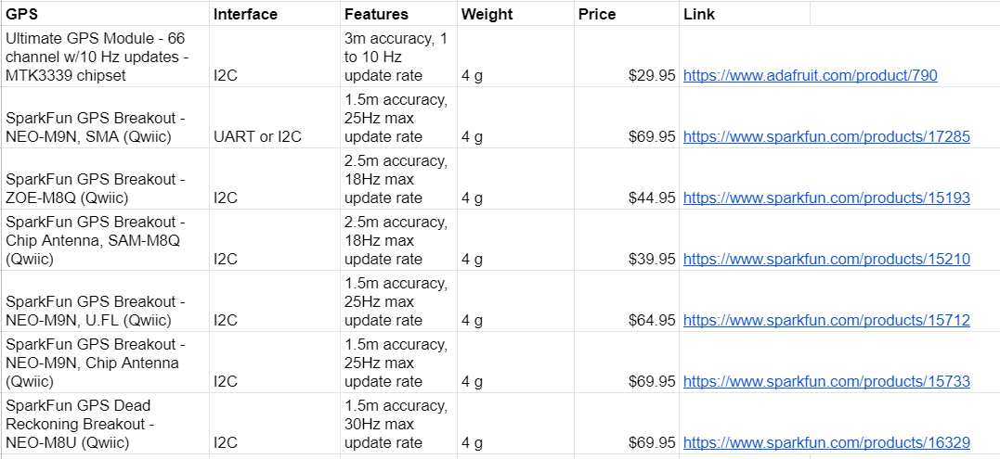 GPS Interface Features Weight Price Link
Ultimate GPS Module - 66
channel w/10 Hz updates -
MTK3339 chipset
I2C
3m accuracy, 1
to 10 Hz
update rate
4 g
$29.95
https://www.adafruit.com/product/790
SparkFun GPS Breakout -
NEO-M9N, SMA (Qwiic)
UART or I2C
1.5m accuracy,
25Hz max
update rate
4 g
$69.95
https://www.sparkfun.com/products/17285
SparkFun GPS Breakout -
ZOE-M8Q (Qwiic)
I2C
2.5m accuracy,
18Hz max
update rate
4 g
$44.95
https://www.sparkfun.com/products/15193
SparkFun GPS Breakout -
Chip Antenna, SAM-M8Q
(Qwiic)
I2C
2.5m accuracy,
18Hz max
update rate
4 g
$39.95
https://www.sparkfun.com/products/15210
SparkFun GPS Breakout -
NEO-M9N, U.FL (Qwiic)
I2C
1.5m accuracy,
25Hz max
update rate
4 g
$64.95
https://www.sparkfun.com/products/15712
SparkFun GPS Breakout -
NEO-M9N, Chip Antenna
(Qwiic)
I2C
1.5m accuracy,
25Hz max
update rate
4 g
$69.95
https://www.sparkfun.com/products/15733
SparkFun GPS Dead
Reckoning Breakout -
NEO-M8U (Qwiic)
I2C
1.5m accuracy,
30Hz max
update rate
4 g
$69.95
https://www.sparkfun.com/products/16329